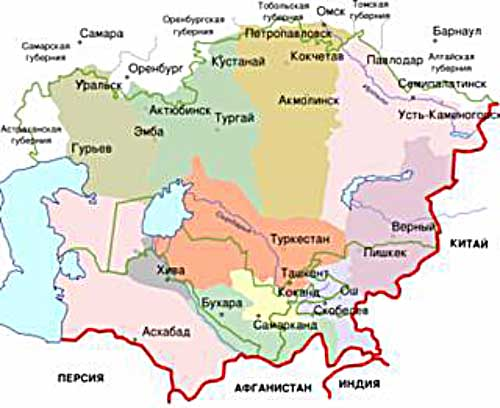 Тобольская
губерния
Томская
губерния
Омск
Оренбургская
губерния
Самара
Петропавловск
Барнаул
Самарская
губерния
Кустанай
Кокчетав
Павлодар
Алтайская
губерния
Оренбург
Уральск
Семипалатинск
Актюбинск
Акмолинск
Тургай
Усть-Каменогорск
Астраханская
губерния
Эмба
Гурьев
Верный
Туркестан
КИТАЙ
Пишкек
Хива
Ташкент
Коканд
Ош
Бухара
Скобелев
Самарканд
Асхабад
ПЕРСИЯ
АФГАНИСТАН
ИНДИЯ